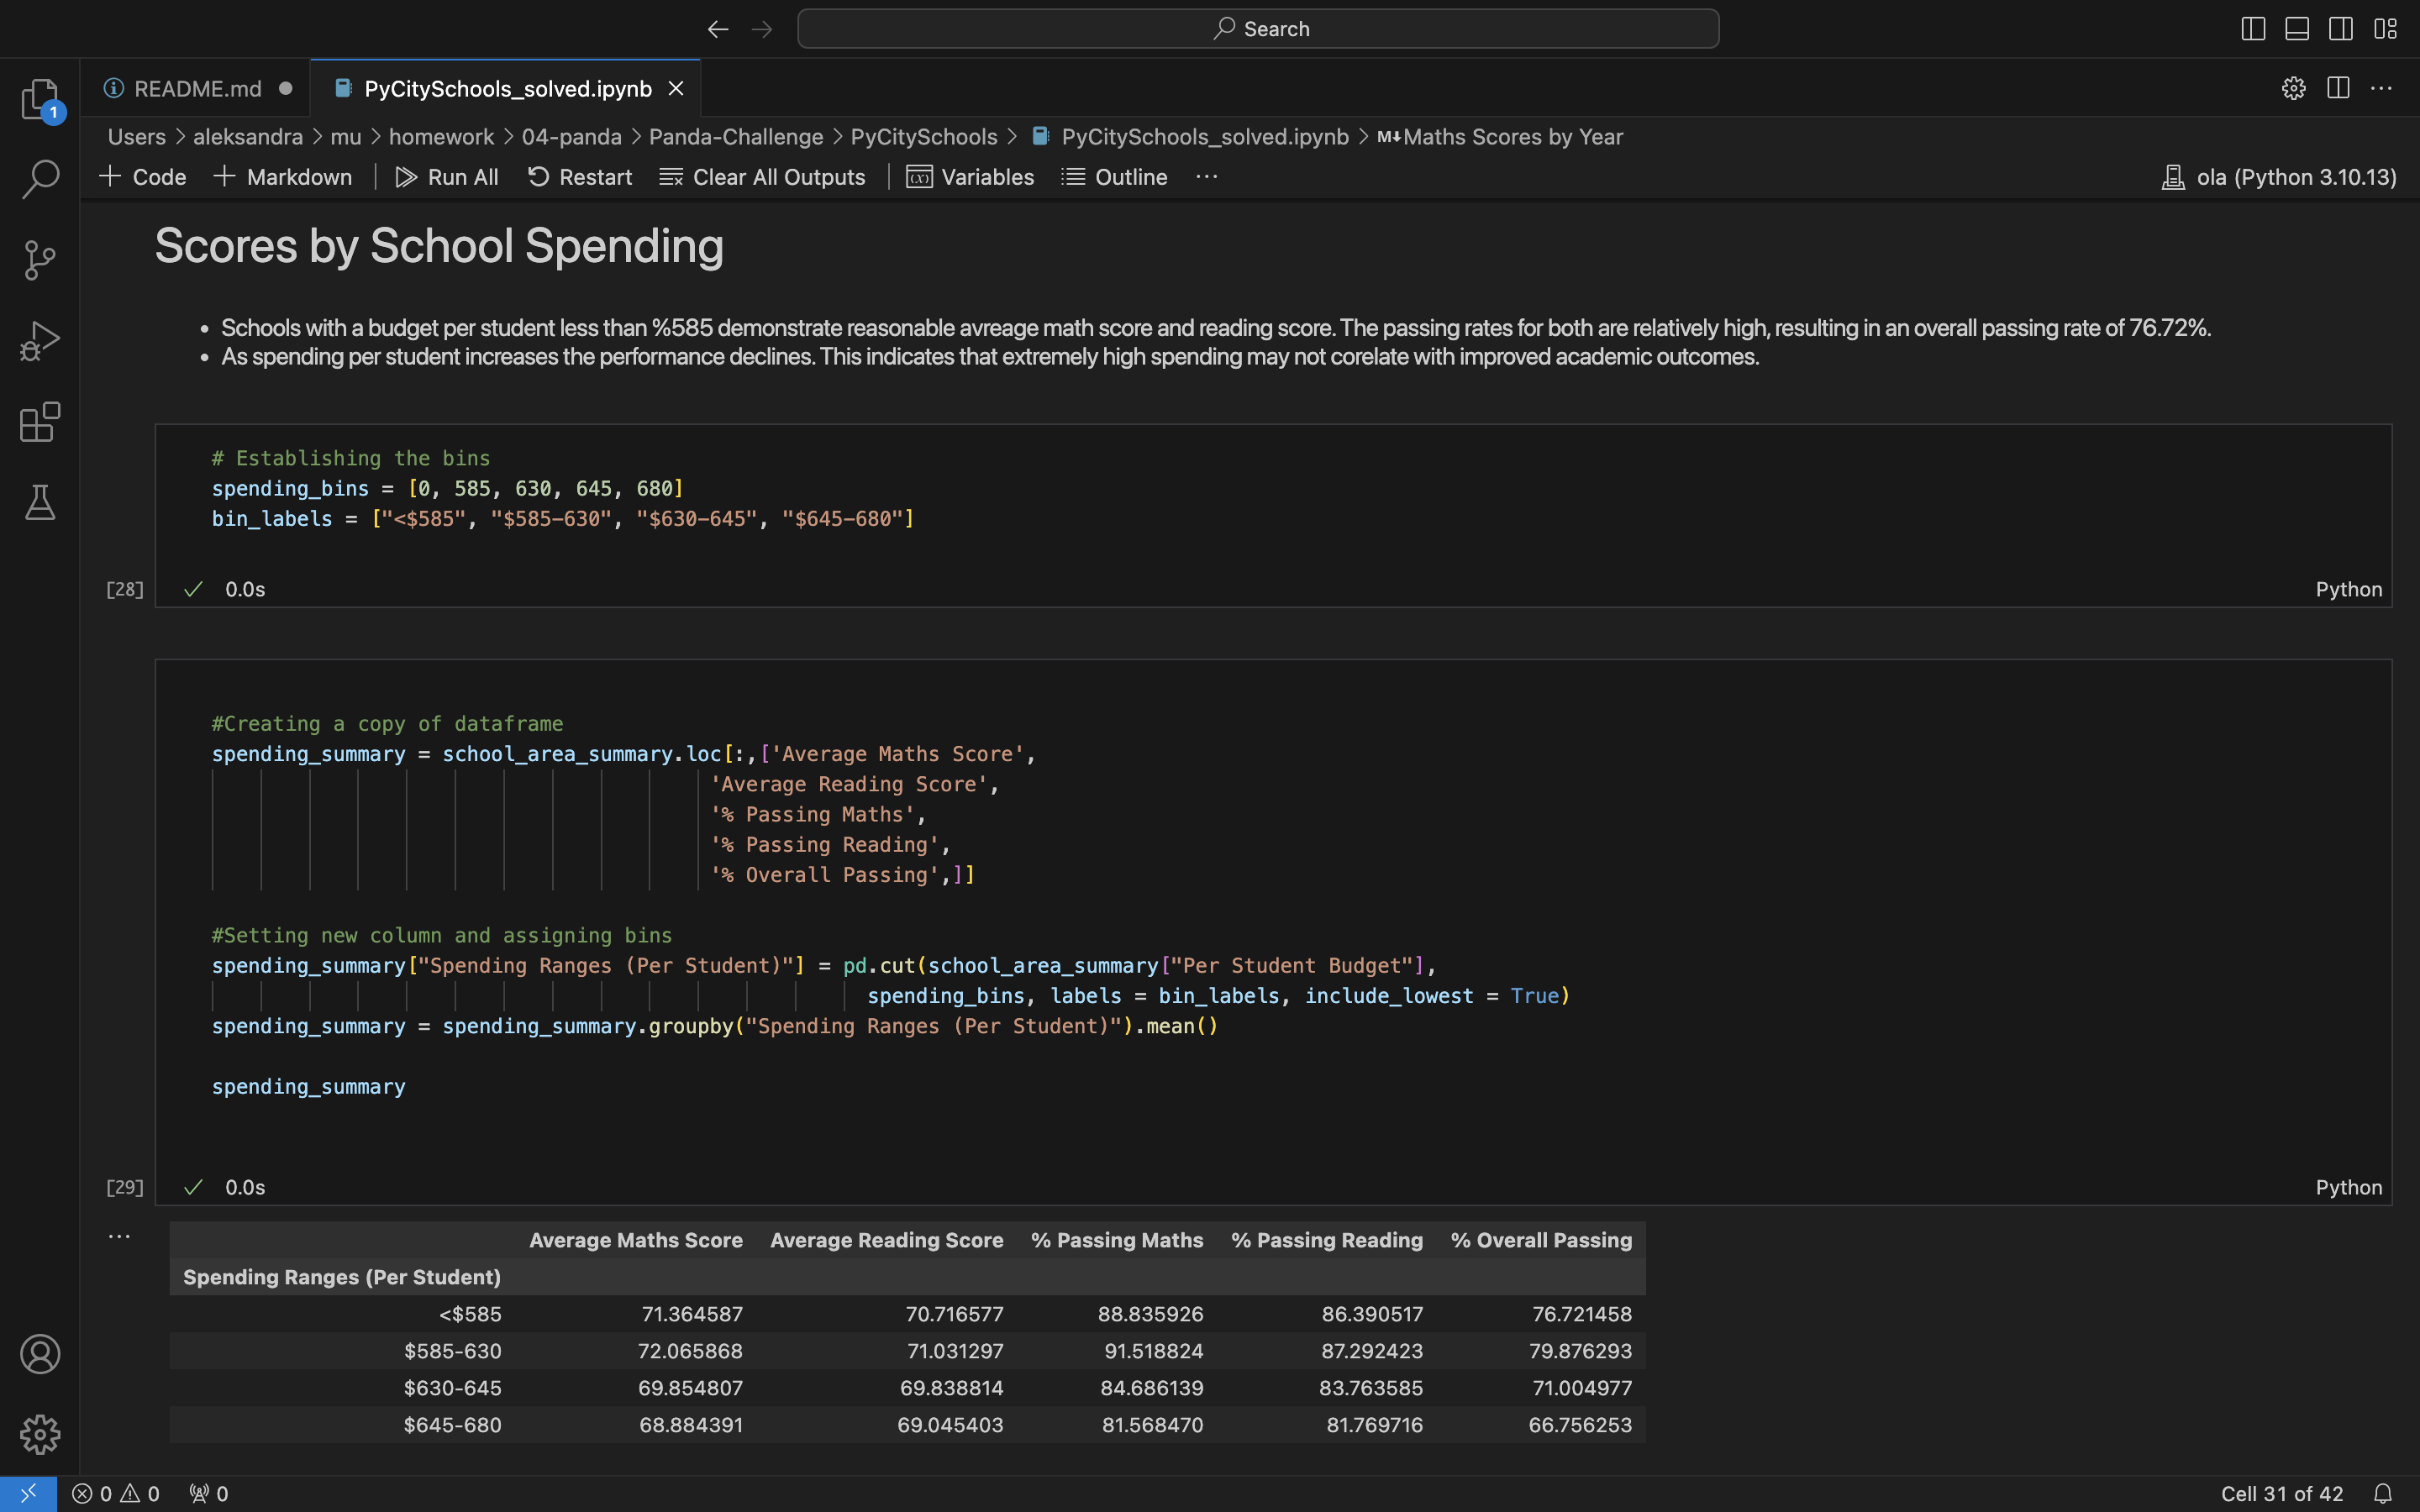 Search
README.md
PyCitySchools_solved.ipynb
1
Users > aleksandra > mu > homework > 04-panda > Panda-Challenge > PyCitySchools > PyCitySchools_solved.ipynb > M↓ Maths Scores by Year
+ Code + Markdown Run All Restart Clear All Outputs Variables Outline ··· ola (Python 3.10.13)
Scores by School Spending
• Schools with a budget per student less than %585 demonstrate reasonable avreage math score and reading score. The passing rates for both are relatively high, resulting in an overall passing rate of 76.72%.
• As spending per student increases the performance declines. This indicates that extremely high spending may not corelate with improved academic outcomes.
# Establishing the bins
spending_bins = [0, 585, 630, 645, 680]
bin_labels = ["<$585", "$585-630", "$630-645", "$645-680"]
[28] 0.0s Python
#Creating a copy of dataframe
spending_summary = school_area_summary.loc[:,['Average Maths Score',
'Average Reading Score',
'% Passing Maths',
'% Passing Reading',
'% Overall Passing',]]
#Setting new column and assigning bins
spending_summary["Spending Ranges (Per Student)"] = pd.cut(school_area_summary["Per Student Budget"],
spending_bins, labels = bin_labels, include_lowest = True)
spending_summary = spending_summary.groupby("Spending Ranges (Per Student)").mean()
spending_summary
[29] 0.0s Python
Average Maths Score Average Reading Score % Passing Maths % Passing Reading % Overall Passing
Spending Ranges (Per Student)
<$585 71.364587 70.716577 88.835926 86.390517 76.721458
$585-630 72.065868 71.031297 91.518824 87.292423 79.876293
$630-645 69.854807 69.838814 84.686139 83.763585 71.004977
$645-680 68.884391 69.045403 81.568470 81.769716 66.756253
0 0 0 Cell 31 of 42